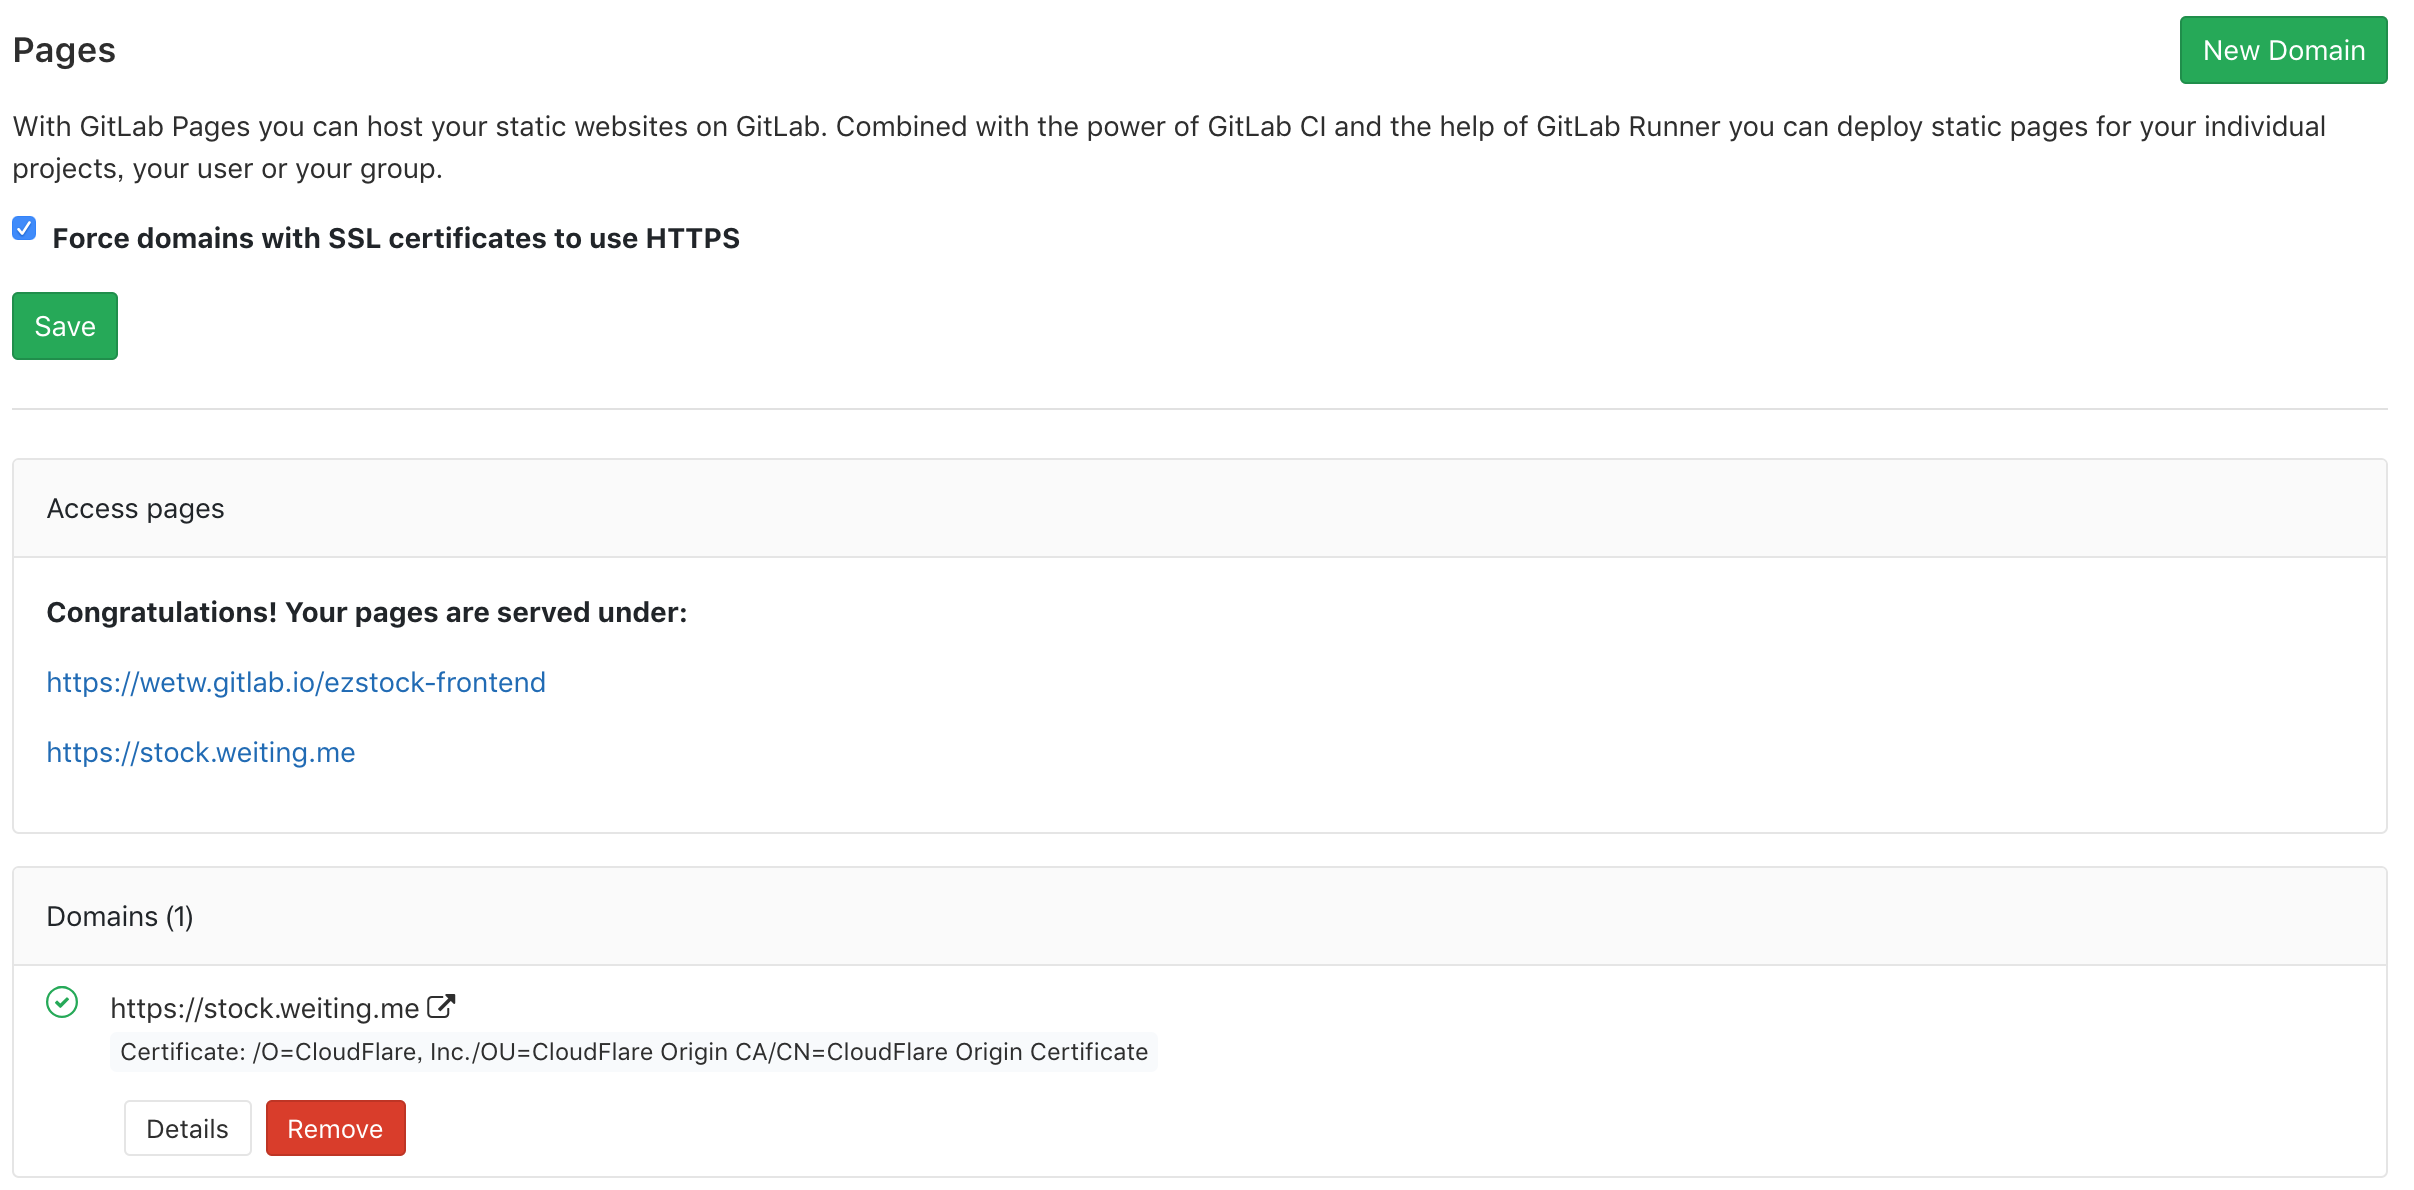 Pages
New Domain
With GitLab Pages you can host your static websites on GitLab. Combined with the power of GitLab CI and the help of GitLab Runner you can deploy static pages for your individual
projects, your user or your group.
Force domains with SSL certificates to use HTTPS
Save
Access pages
Congratulations! Your pages are served under:
https://wetw.gitlab.io/ezstock-frontend
https://stock.weiting.me
Domains (1)
https://stock.weiting.me
Certificate: /O=CloudFlare, Inc./OU=CloudFlare Origin CA/CN=CloudFlare Origin Certificate
Details Remove